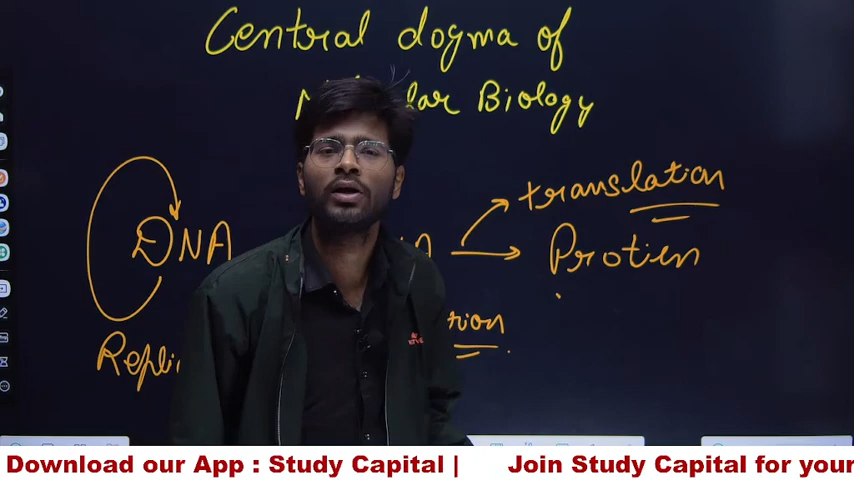 Central dogma of
Biology
DNA
translation
Protien
Download our App : Study Capital | Join Study Capital for your